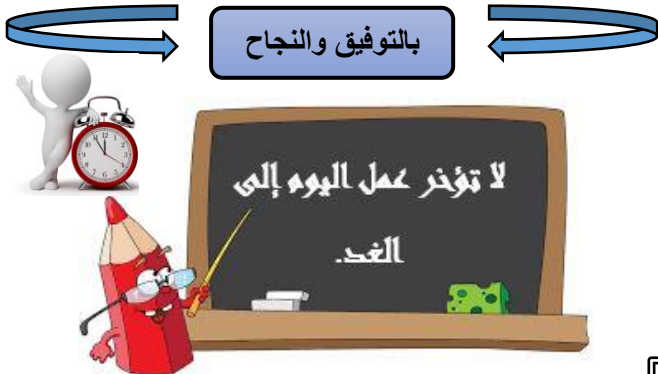 بالتوفيق والنجاح
لا تؤخر عمل اليوم إلى
الغد.